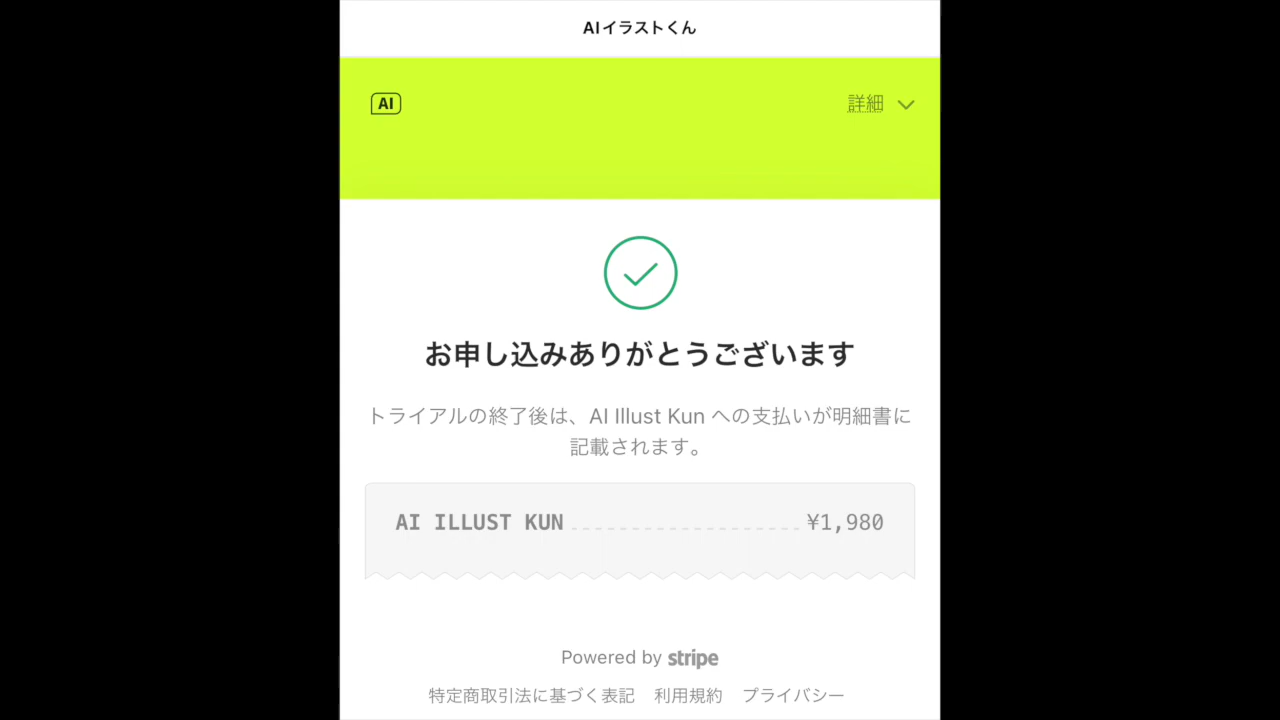 AIイラストくん
AI
詳細
お申し込みありがとうございます
トライアルの終了後は、AI Illust Kun への支払いが明細書に
記載されます。
AI ILLUST KUN ¥1,980
Powered by stripe
特定商取引法に基づく表記 利用規約 プライバシー